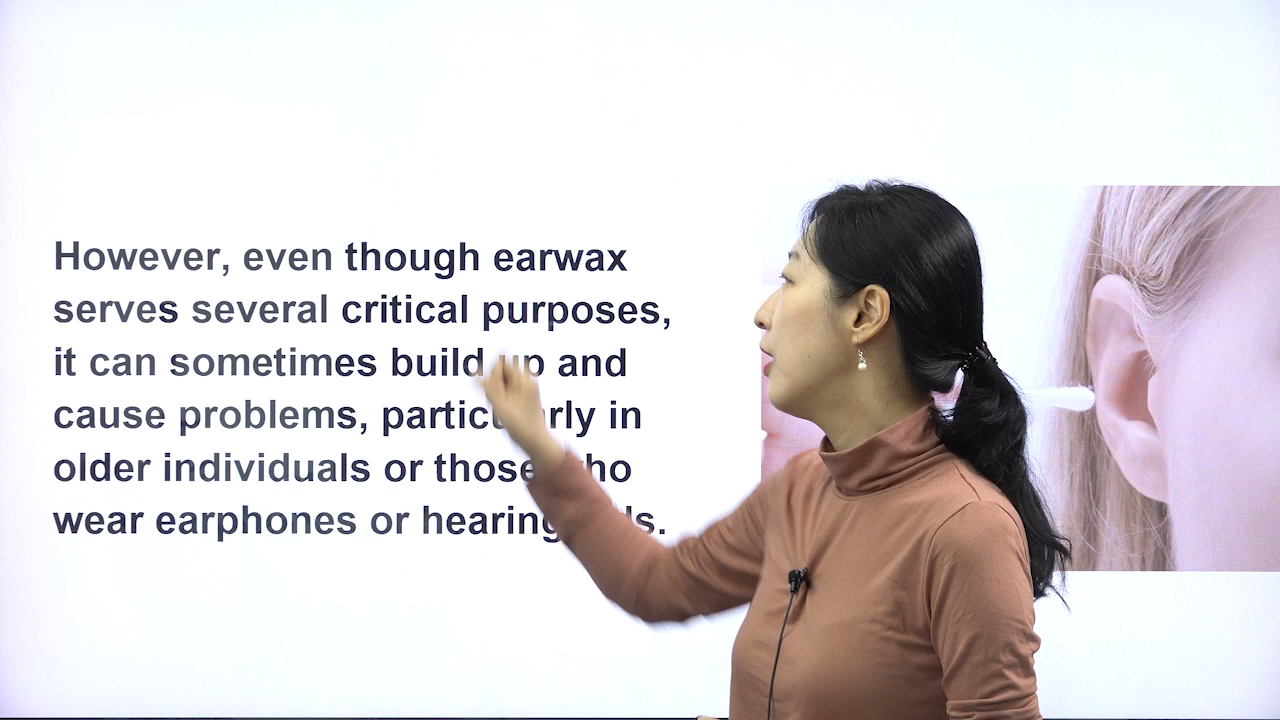 However, even though earwax
serves several critical purposes,
it can sometimes build up and
cause problems, particularly in
older individuals or those who
wear earphones or hearing aids.